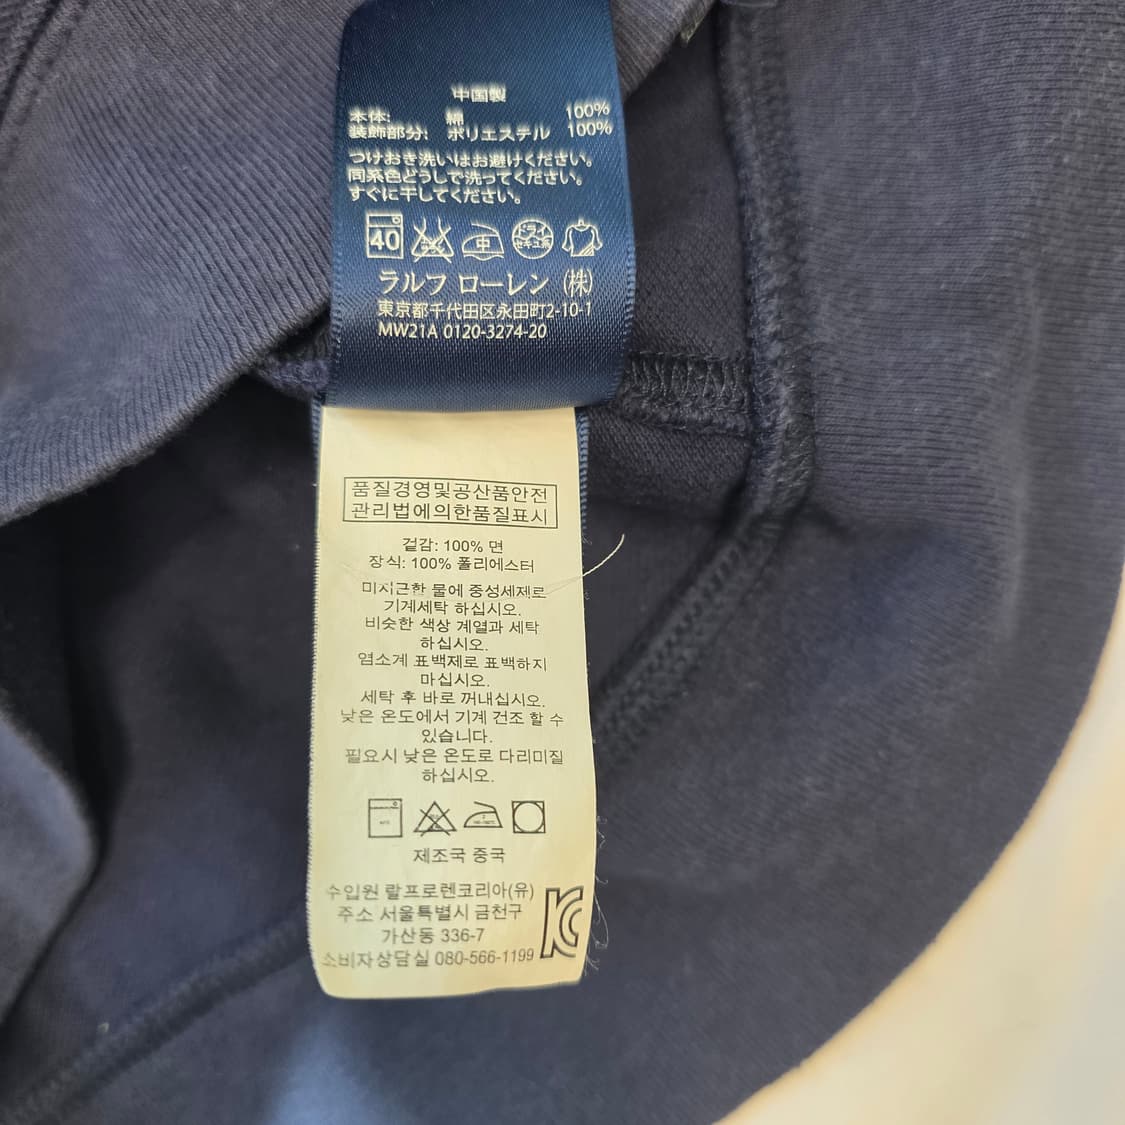 中国製
本体: 綿 100%
装飾部分: ポリエステル 100%
つけおき洗いはお避けください。
同系色どうしで洗ってください。
すぐに干してください。
40 中 ドライ セキユ系
ラルフ ローレン (株)
東京都千代田区永田町2-10-1
MW21A 0120-3274-20
품질경영및공산품안전
관리법에의한품질표시
겉감: 100% 면
장식: 100% 폴리에스터
미지근한 물에 중성세제로
기계세탁 하십시오.
비슷한 색상 계열과 세탁
하십시오.
염소계 표백제로 표백하지
마십시오.
세탁 후 바로 꺼내십시오.
낮은 온도에서 기계 건조 할 수
있습니다.
필요시 낮은 온도로 다리미질
하십시오.
제조국 중국
수입원 랄프로렌코리아(유)
주소 서울특별시 금천구
가산동 336-7
소비자상담실 080-566-1199